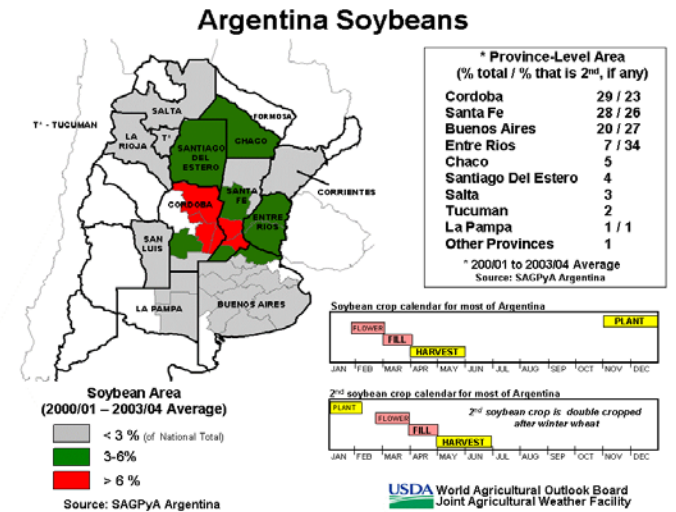 Argentina Soybeans
SALTA
FORMOSA
T* - TUCUMAN
LA
RIOJA
T*
SANTIAGO
DEL
ESTERO
CHACO
CORRIENTES
CORDOBA
SANTA
FE
ENTRE
RIOS
SAN
LUIS
LA PAMPA
BUENOS AIRES
* Province-Level Area
(% total / % that is 2nd, if any)
Cordoba 29 / 23
Santa Fe 28 / 26
Buenos Aires 20 / 27
Entre Rios 7 / 34
Chaco 5
Santiago Del Estero 4
Salta 3
Tucuman 2
La Pampa 1 / 1
Other Provinces 1
* 200/01 to 2003/04 Average
Source: SAGPyA Argentina
Soybean crop calendar for most of Argentina
PLANT
FLOWER
FILL
HARVEST
JAN FEB MAR APR MAY JUN JUL AUG SEP OCT NOV DEC
2nd soybean crop calendar for most of Argentina
PLANT
FLOWER
FILL
HARVEST
2nd soybean crop is double cropped
after winter wheat
JAN FEB MAR APR MAY JUN JUL AUG SEP OCT NOV DEC
Soybean Area
(2000/01 – 2003/04 Average)
< 3 % (of National Total)
3-6%
> 6 %
Source: SAGPyA Argentina
USDA World Agricultural Outlook Board
Joint Agricultural Weather Facility